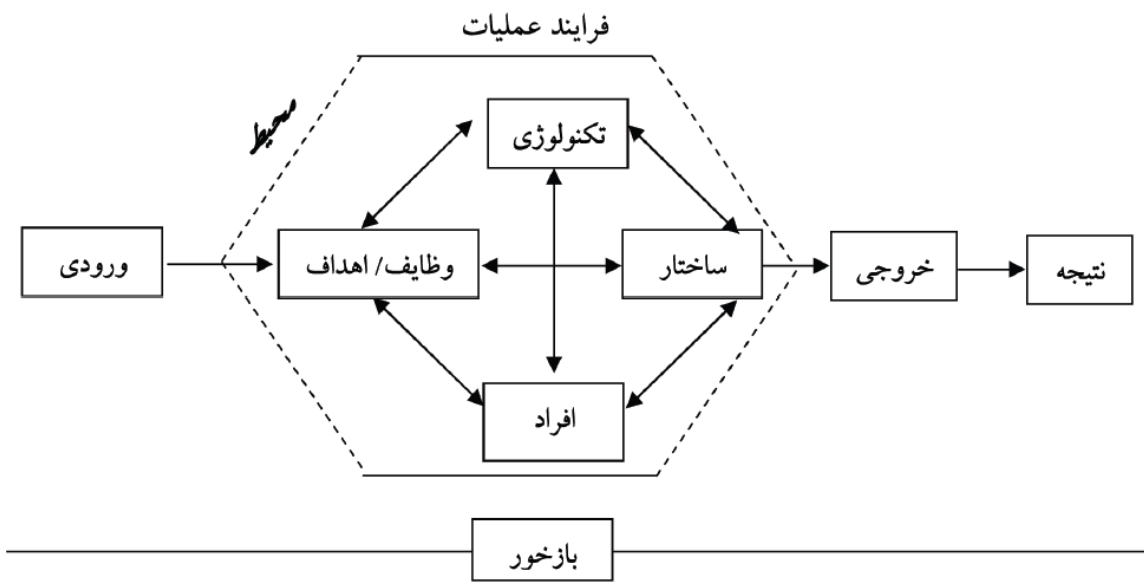 فرایند عملیات
محیط
تکنولوژی
ورودی
وظایف/ اهداف
ساختار
خروجی
نتیجه
افراد
بازخور